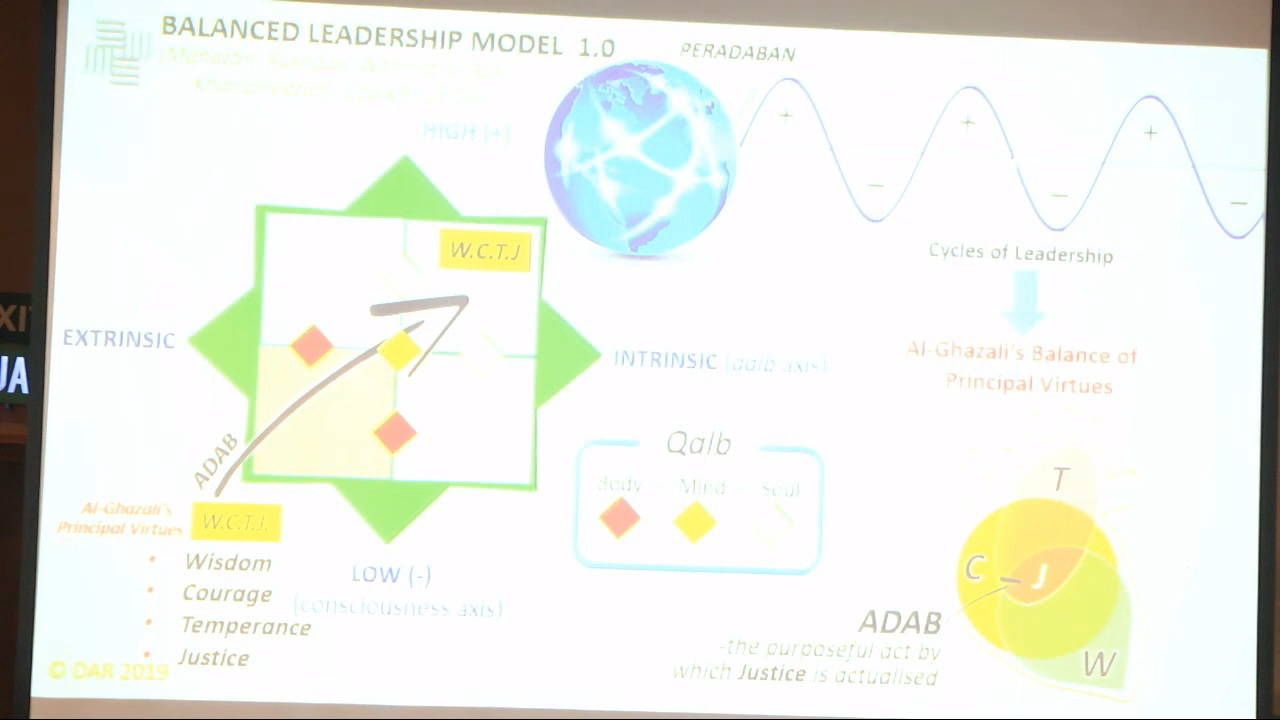 BALANCED LEADERSHIP MODEL 1.0
PERADABAN
HIGH (+)
+
+
+
−
−
−
Cycles of Leadership
W.C.T.J
EXTRINSIC
INTRINSIC (qalb axis)
Al-Ghazali's Balance of
Principal Virtues
ADAB
Qalb
Body – Mind – Soul
Al-Ghazali's
Principal Virtues
W.C.T.J.
• Wisdom
• Courage
• Temperance
• Justice
LOW (-)
(consciousness axis)
T
C
J
W
ADAB
-the purposeful act by
which Justice is actualised
© DAR 2019
XI
UA